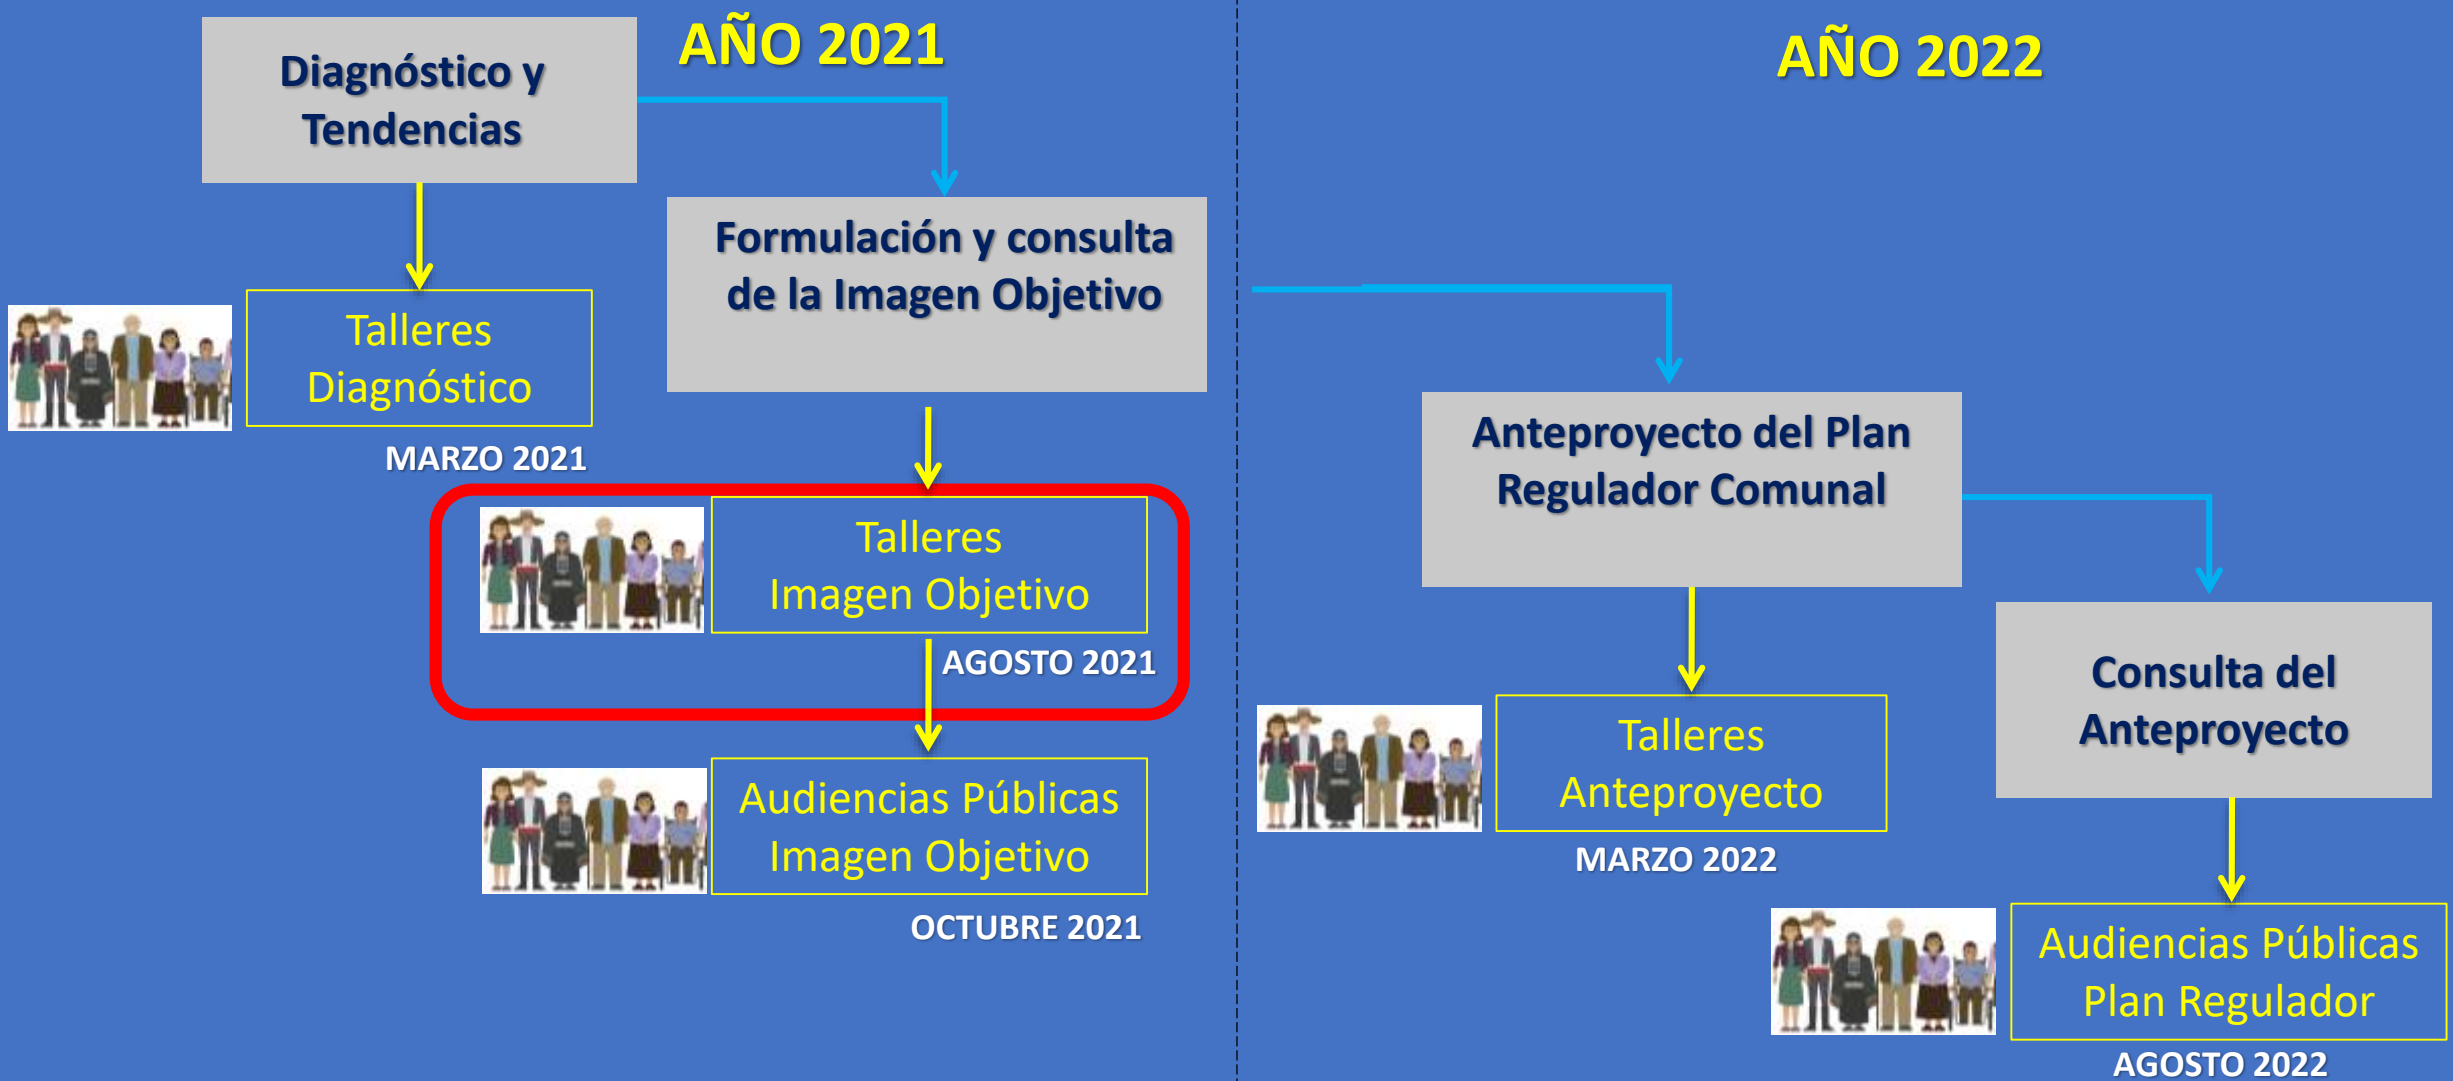 AÑO 2021
Diagnóstico y
Tendencias
Formulación y consulta
de la Imagen Objetivo
Talleres
Diagnóstico
MARZO 2021
Talleres
Imagen Objetivo
AGOSTO 2021
Audiencias Públicas
Imagen Objetivo
OCTUBRE 2021
AÑO 2022
Anteproyecto del Plan
Regulador Comunal
Talleres
Anteproyecto
MARZO 2022
Consulta del
Anteproyecto
Audiencias Públicas
Plan Regulador
AGOSTO 2022